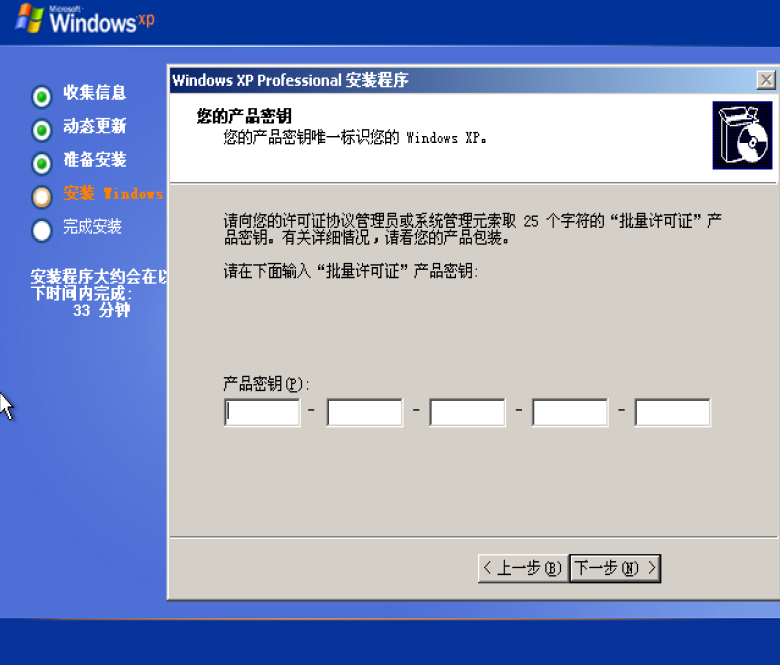 Microsoft
Windows xp
收集信息
动态更新
准备安装
安装 Windows
完成安装
安装程序大约会在以
下时间内完成:
33 分钟
Windows XP Professional 安装程序
您的产品密钥
您的产品密钥唯一标识您的 Windows XP。
请向您的许可证协议管理员或系统管理元索取 25 个字符的“批量许可证”产
品密钥。有关详细情况，请看您的产品包装。
请在下面输入“批量许可证”产品密钥:
产品密钥(P):
- - - -
< 上一步(B) 下一步(N) >